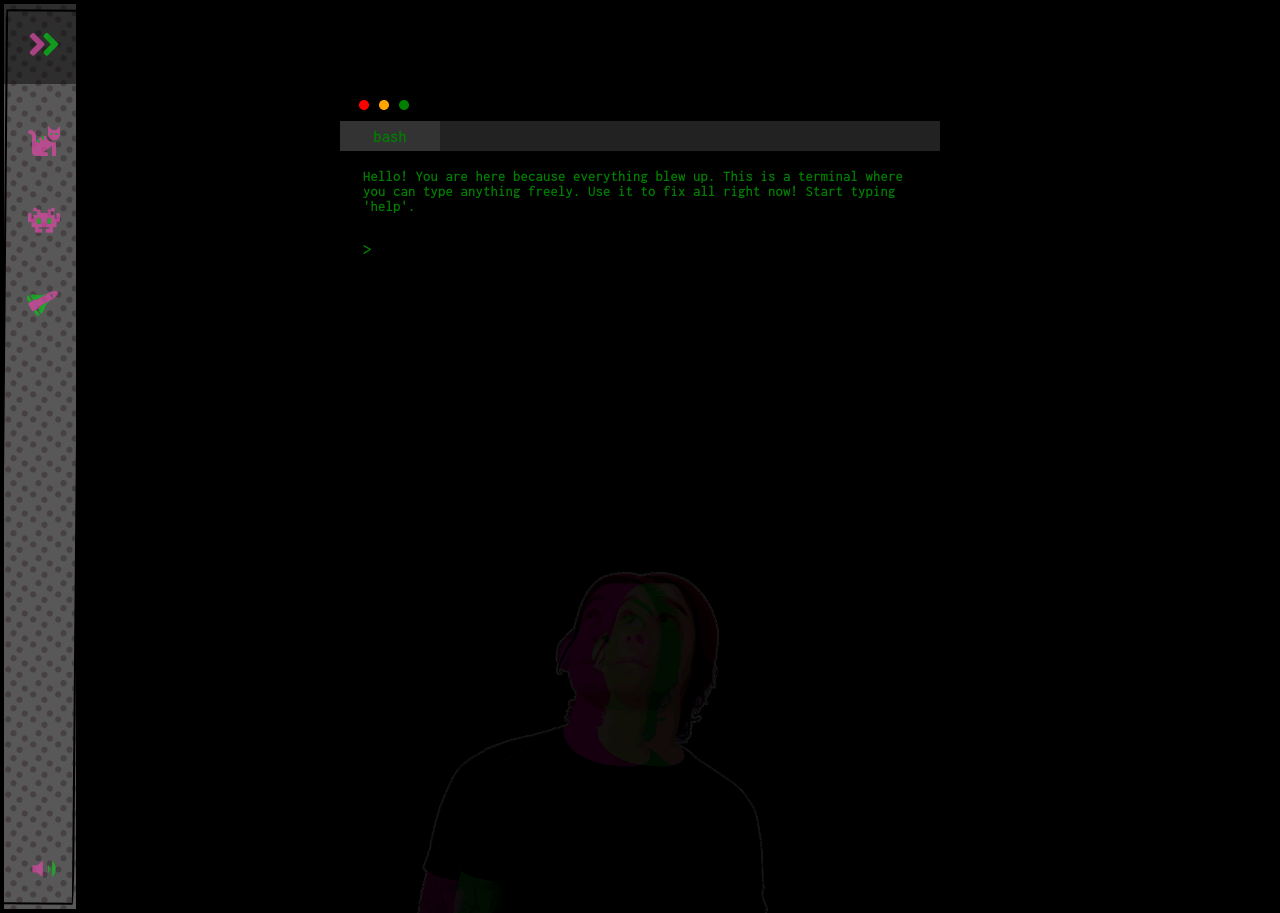 bash
Hello! You are here because everything blew up. This is a terminal where
you can type anything freely. Use it to fix all right now! Start typing
'help'.
>